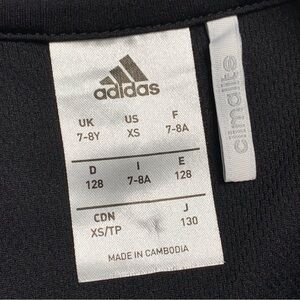 adidas
UK US F
7-8Y XS 7-8A
D I E
128 7-8A 128
CDN J
XS/TP 130
MADE IN CAMBODIA
climalite